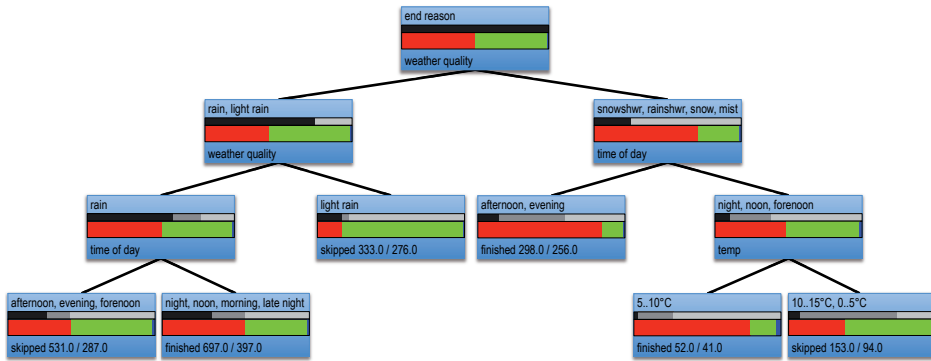 end reason
weather quality
rain, light rain
weather quality
snowshwr, rainshwr, snow, mist
time of day
rain
time of day
light rain
skipped 333.0 / 276.0
afternoon, evening
finished 298.0 / 256.0
night, noon, forenoon
temp
afternoon, evening, forenoon
skipped 531.0 / 287.0
night, noon, morning, late night
finished 697.0 / 397.0
5..10°C
finished 52.0 / 41.0
10..15°C, 0..5°C
skipped 153.0 / 94.0